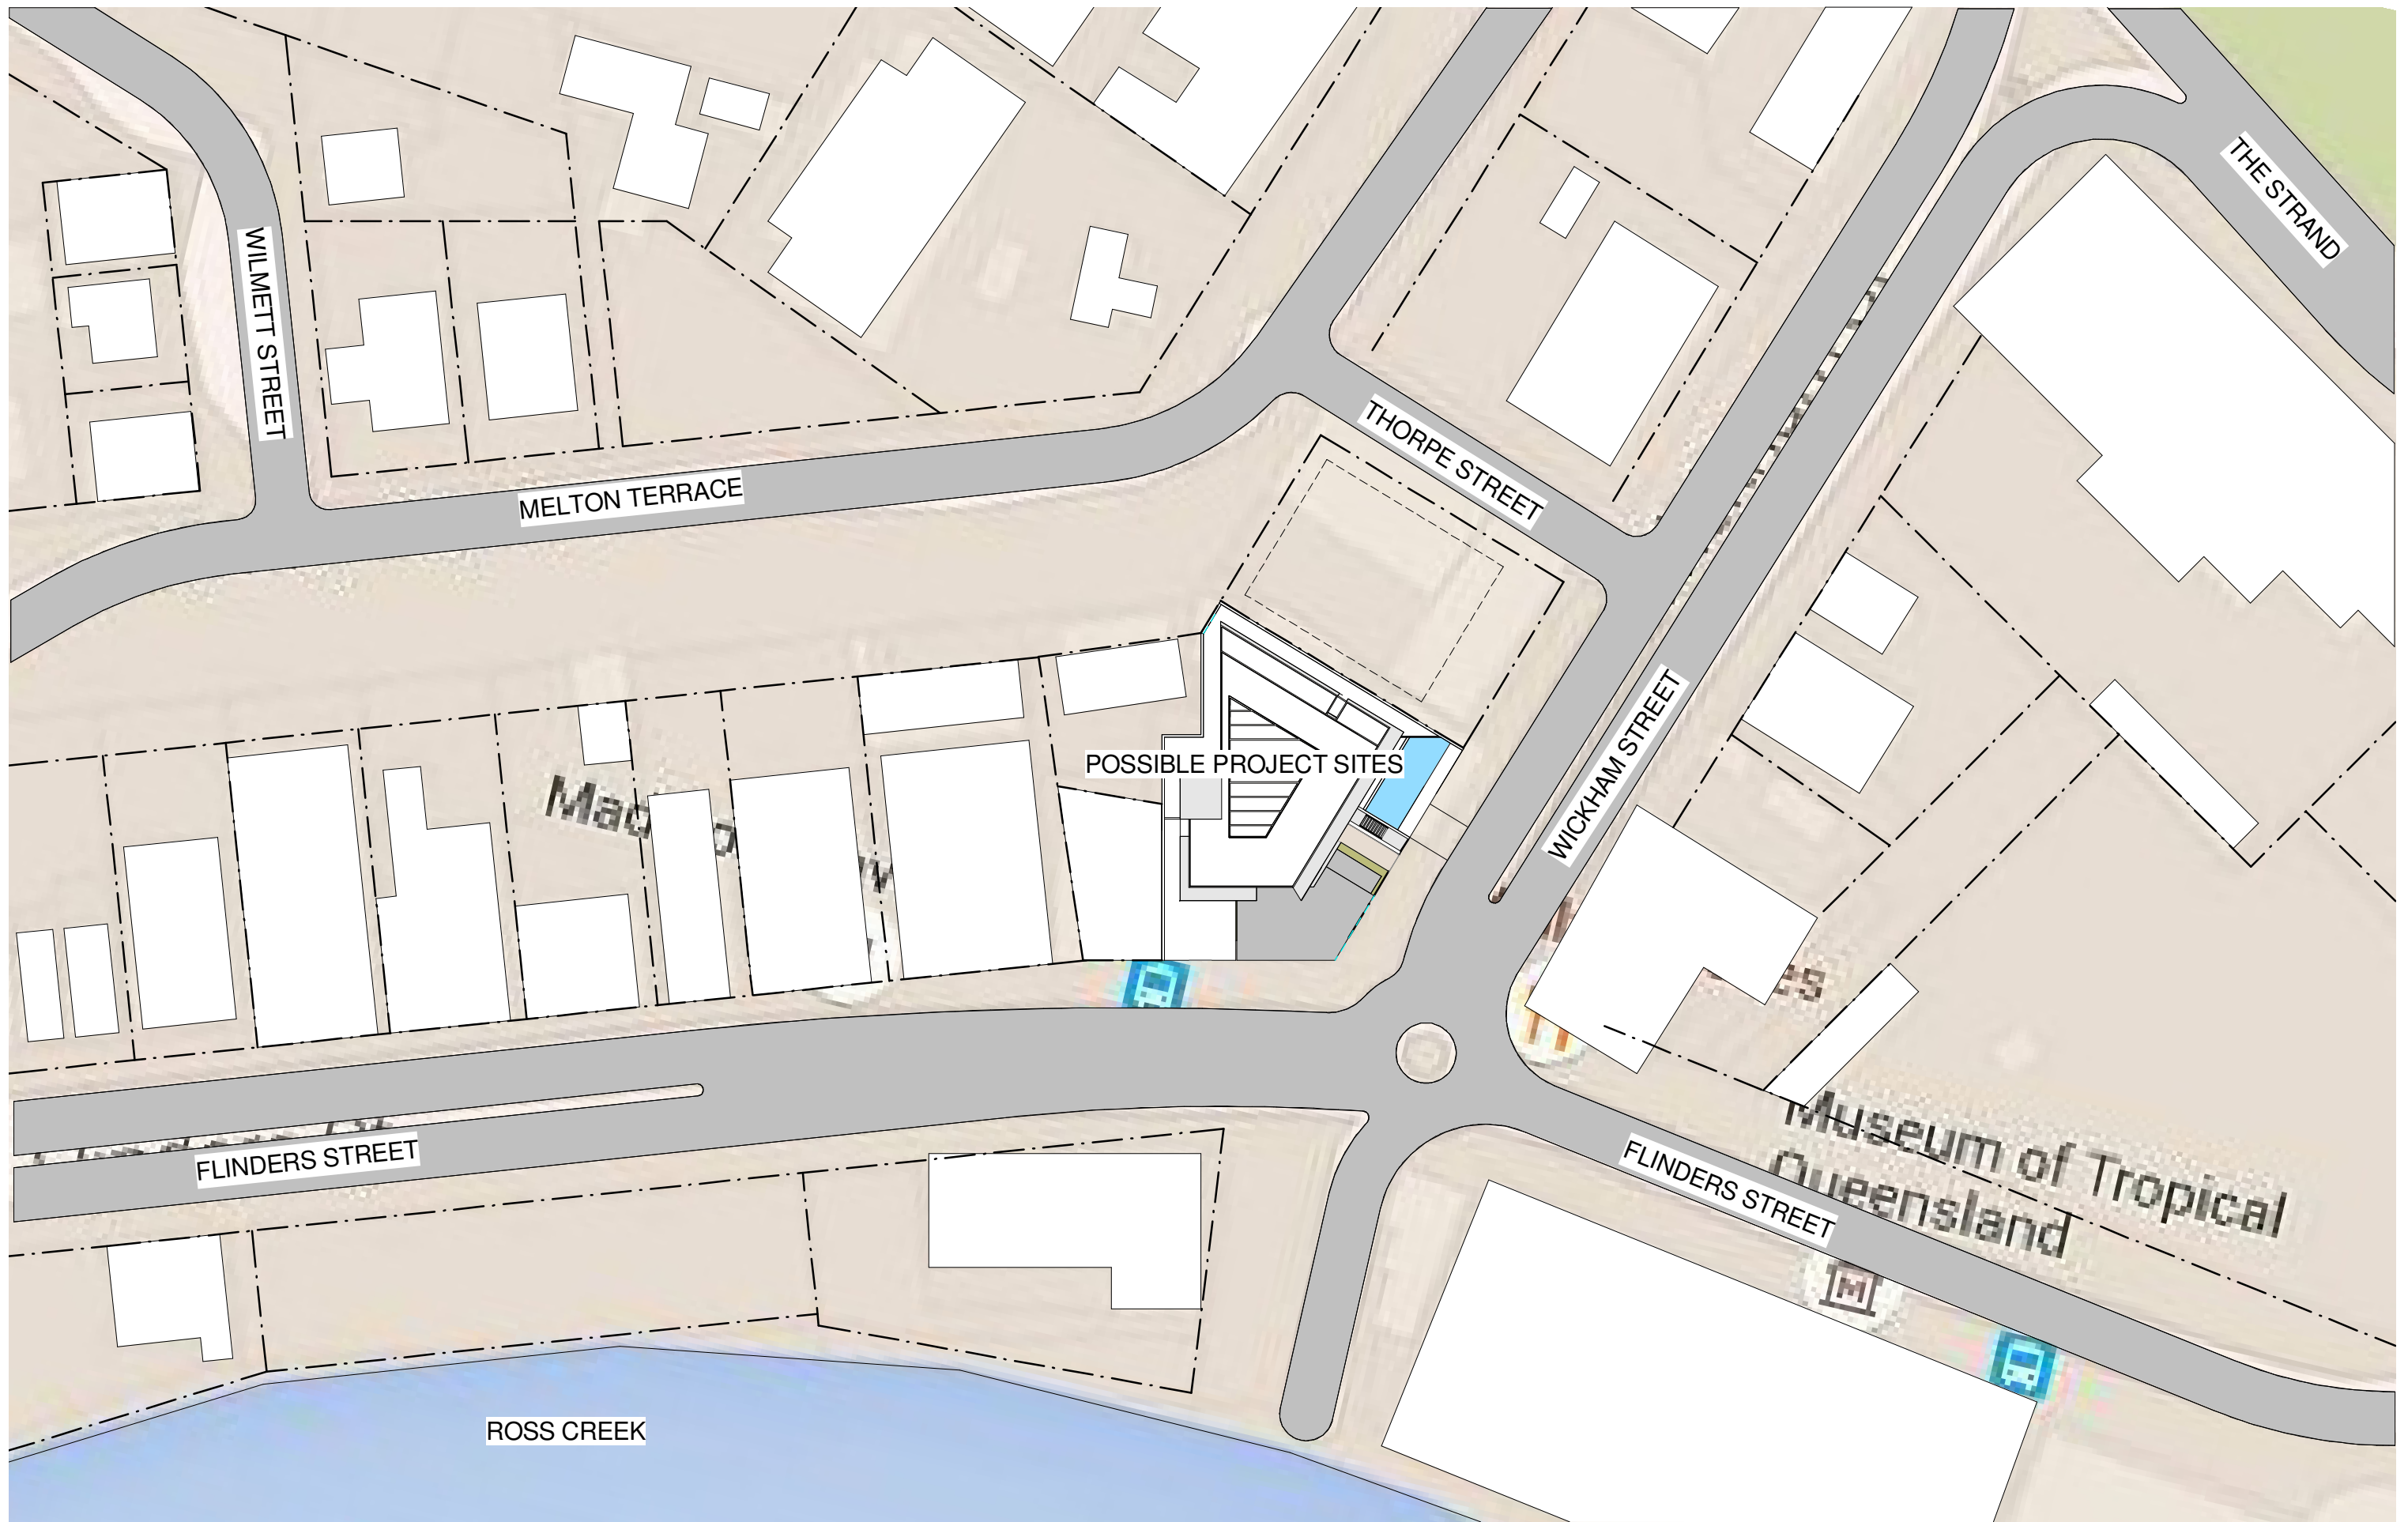 THE STRAND
WILMETT STREET
THORPE STREET
MELTON TERRACE
POSSIBLE PROJECT SITES
WICKHAM STREET
Museum of Tropical
Queensland
FLINDERS STREET
FLINDERS STREET
M
ROSS CREEK